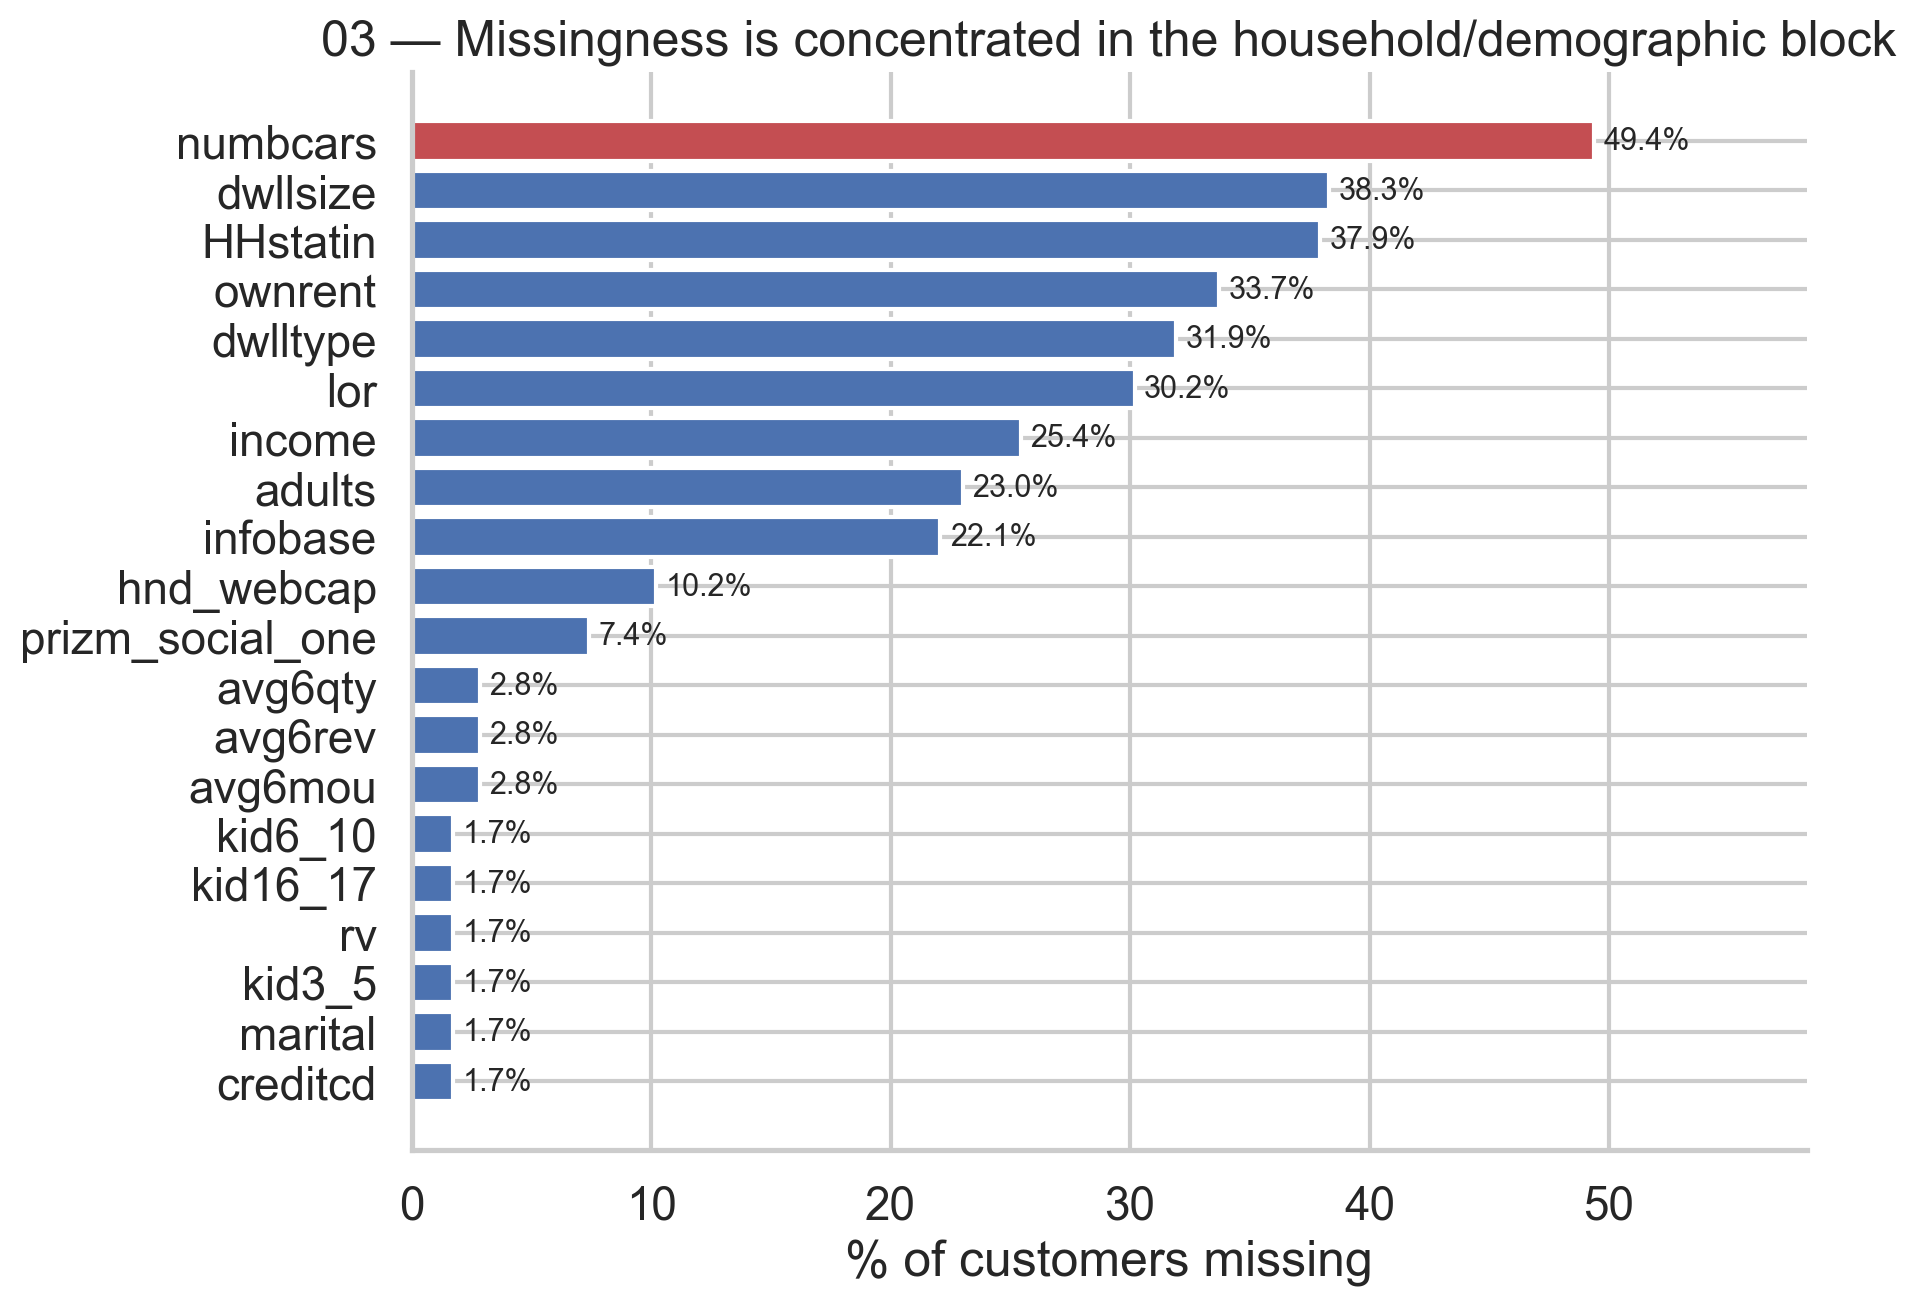 03 — Missingness is concentrated in the household/demographic block
numbcars 49.4%
dwllsize 38.3%
HHstatin 37.9%
ownrent 33.7%
dwlltype 31.9%
lor 30.2%
income 25.4%
adults 23.0%
infobase 22.1%
hnd_webcap 10.2%
prizm_social_one 7.4%
avg6qty 2.8%
avg6rev 2.8%
avg6mou 2.8%
kid6_10 1.7%
kid16_17 1.7%
rv 1.7%
kid3_5 1.7%
marital 1.7%
creditcd 1.7%
0 10 20 30 40 50
% of customers missing